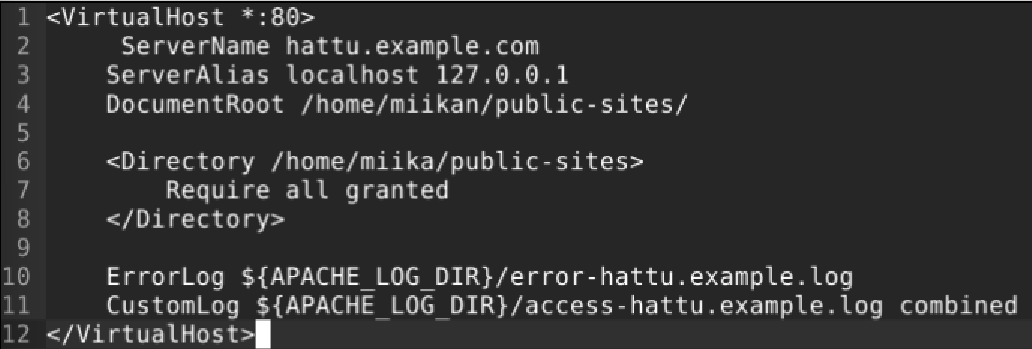 1 <VirtualHost *:80>
2      ServerName hattu.example.com
3     ServerAlias localhost 127.0.0.1
4     DocumentRoot /home/miikan/public-sites/
5
6     <Directory /home/miika/public-sites>
7         Require all granted
8     </Directory>
9
10     ErrorLog ${APACHE_LOG_DIR}/error-hattu.example.log
11     CustomLog ${APACHE_LOG_DIR}/access-hattu.example.log combined
12 </VirtualHost>